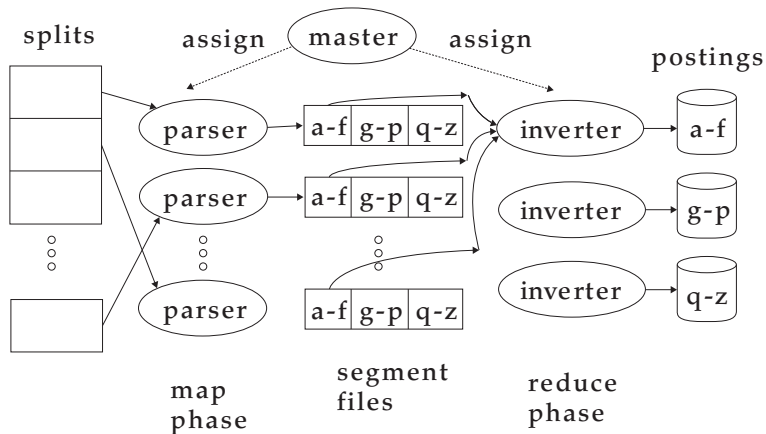 splits
assign
master
assign
postings
parser
a-f g-p q-z
inverter
a-f
parser
a-f g-p q-z
inverter
g-p
parser
a-f g-p q-z
inverter
q-z
map
phase
segment
files
reduce
phase